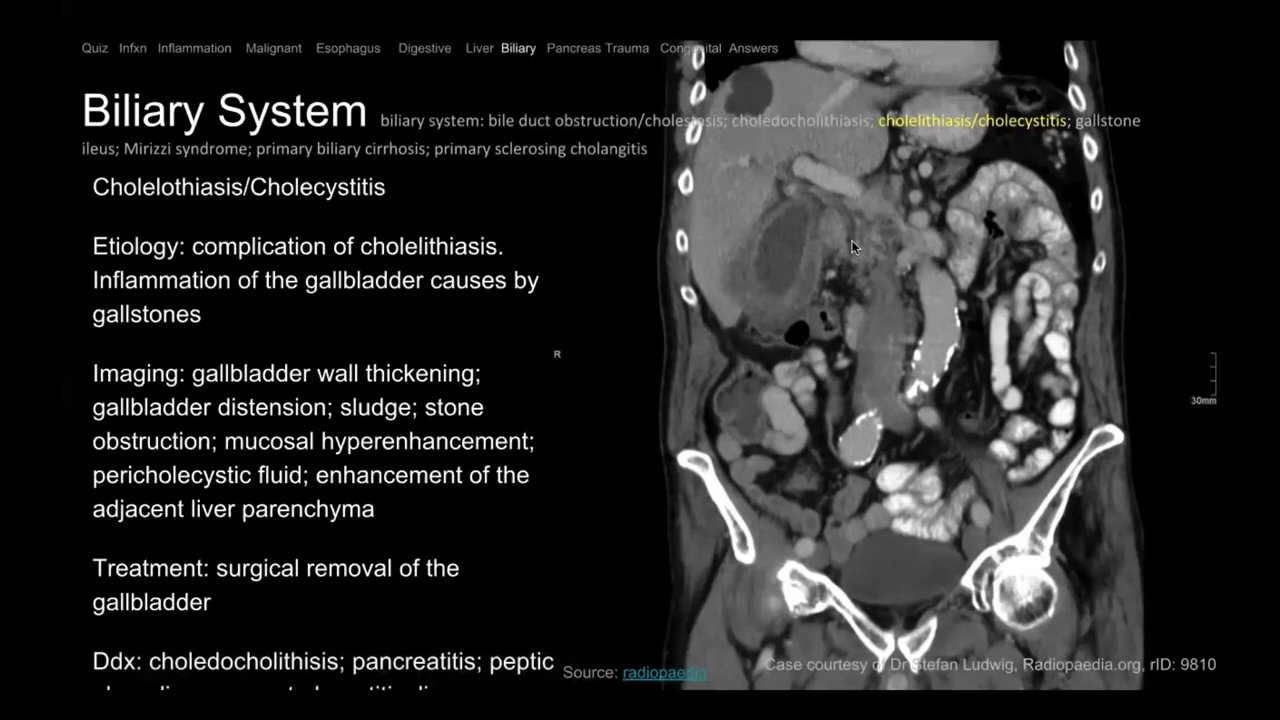 Quiz Infxn Inflammation Malignant Esophagus Digestive Liver Biliary Pancreas Trauma Congenital Answers
Biliary System biliary system: bile duct obstruction/cholestasis; choledocholithiasis; cholelithiasis/cholecystitis; gallstone
ileus; Mirizzi syndrome; primary biliary cirrhosis; primary sclerosing cholangitis
Cholelothiasis/Cholecystitis
Etiology: complication of cholelithiasis.
Inflammation of the gallbladder causes by
gallstones
R
Imaging: gallbladder wall thickening;
gallbladder distension; sludge; stone
30mm
obstruction; mucosal hyperenhancement;
pericholecystic fluid; enhancement of the
adjacent liver parenchyma
Treatment: surgical removal of the
gallbladder
Ddx: choledocholithisis; pancreatitis; peptic
Source: radiopaedia
Case courtesy of Dr Stefan Ludwig, Radiopaedia.org, rID: 9810